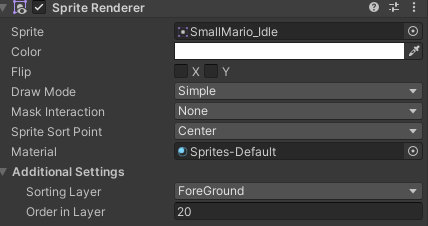 Sprite Renderer
Sprite SmallMario_Idle
Color
Flip X Y
Draw Mode Simple
Mask Interaction None
Sprite Sort Point Center
Material Sprites-Default
Additional Settings
Sorting Layer ForeGround
Order in Layer 20